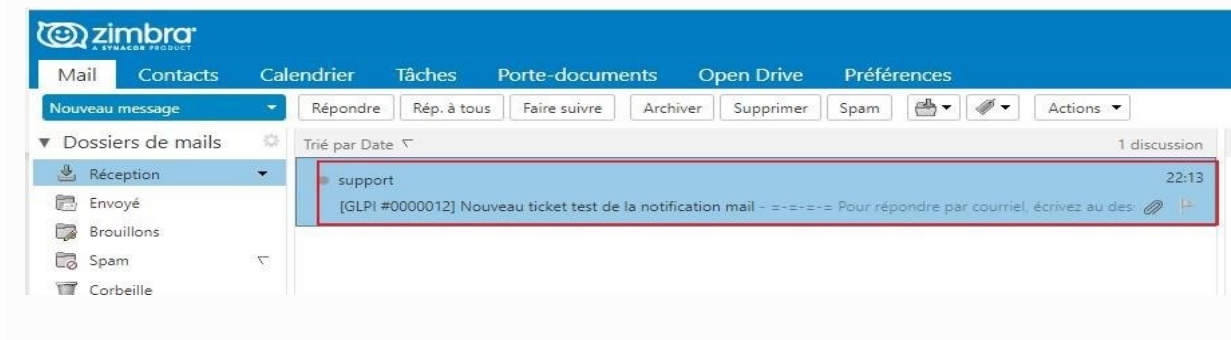 zimbra
A SYNACOR PRODUCT
Mail Contacts Calendrier Tâches Porte-documents Open Drive Préférences
Nouveau message Répondre Rép. à tous Faire suivre Archiver Supprimer Spam Actions
Dossiers de mails Trié par Date 1 discussion
Réception support 22:13
[GLPI #0000012] Nouveau ticket test de la notification mail - =-=-=-= Pour répondre par courriel, écrivez au des
Envoyé
Brouillons
Spam
Corbeille